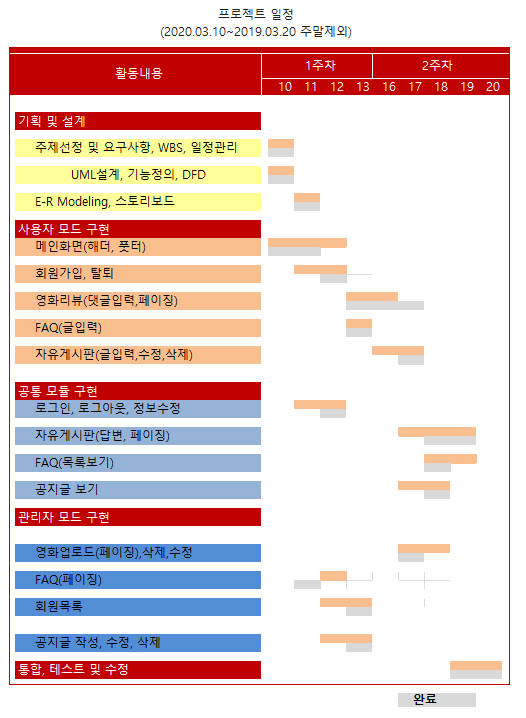 프로젝트 일정
(2020.03.10~2019.03.20 주말제외)
활동내용
1주차 2주차
10 11 12 13 16 17 18 19 20
기획 및 설계
주제선정 및 요구사항, WBS, 일정관리
UML설계, 기능정의, DFD
E-R Modeling, 스토리보드
사용자 모드 구현
메인화면(해더, 풋터)
회원가입, 탈퇴
영화리뷰(댓글입력,페이징)
FAQ(글입력)
자유게시판(글입력,수정,삭제)
공통 모듈 구현
로그인, 로그아웃, 정보수정
자유게시판(답변, 페이징)
FAQ(목록보기)
공지글 보기
관리자 모드 구현
영화업로드(페이징),삭제,수정
FAQ(페이징)
회원목록
공지글 작성, 수정, 삭제
통합, 테스트 및 수정
완료